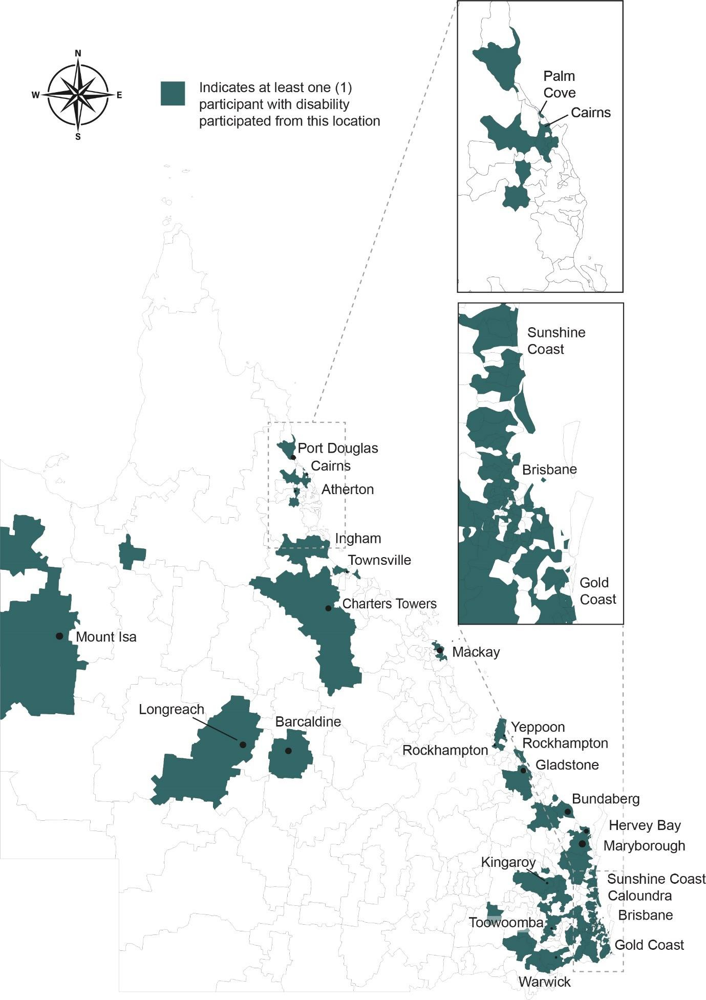 N
W
E
S
Indicates at least one (1)
participant with disability
participated from this location
Palm
Cove
Cairns
Sunshine
Coast
Brisbane
Gold
Coast
Port Douglas
Cairns
Atherton
Ingham
Townsville
Charters Towers
Mount Isa
Mackay
Longreach
Barcaldine
Yeppoon
Rockhampton
Rockhampton
Gladstone
Bundaberg
Hervey Bay
Maryborough
Kingaroy
Sunshine Coast
Caloundra
Brisbane
Toowoomba
Gold Coast
Warwick